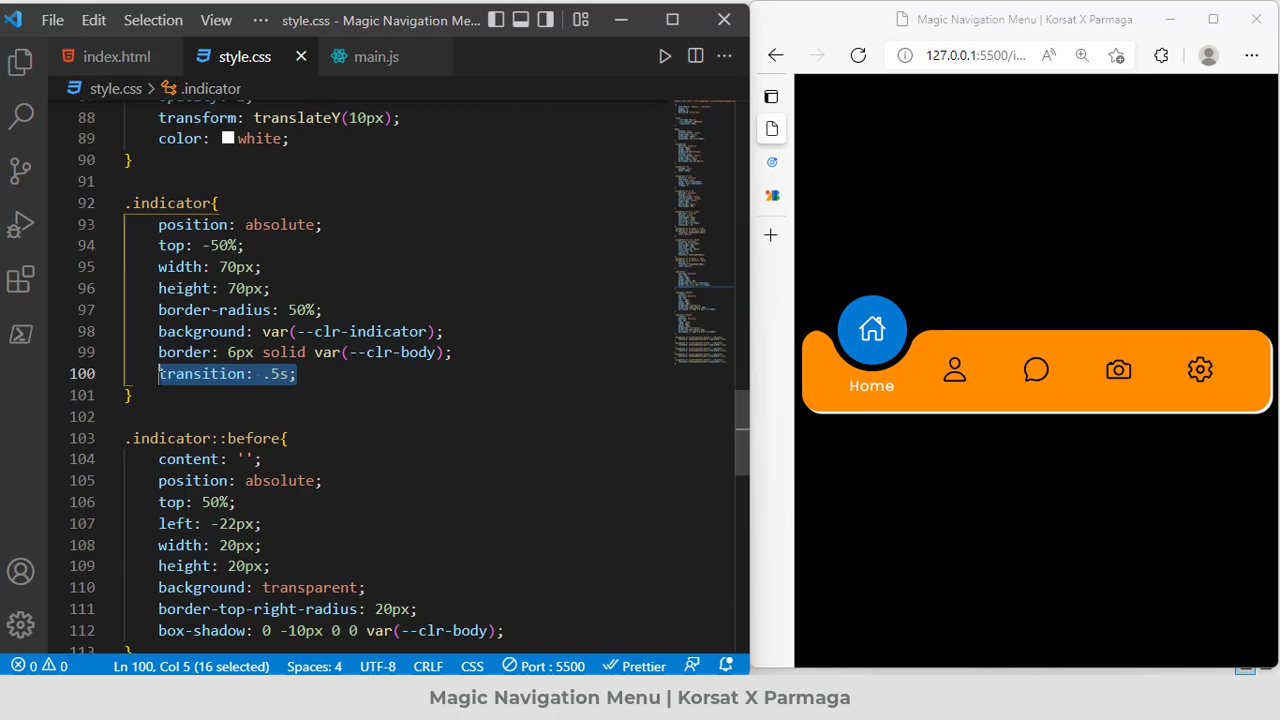 File Edit Selection View ··· style.css - Magic Navigation Me...
index.html style.css main.js
style.css > .indicator
88 transform: translateY(10px);
89 color: white;
90 }
91
92 .indicator{
93 position: absolute;
94 top: -50%;
95 width: 70px;
96 height: 70px;
97 border-radius: 50%;
98 background: var(--clr-indicator);
99 border: 6px solid var(--clr-body);
100 transition: .5s;
101 }
102
103 .indicator::before{
104 content: '';
105 position: absolute;
106 top: 50%;
107 left: -22px;
108 width: 20px;
109 height: 20px;
110 background: transparent;
111 border-top-right-radius: 20px;
112 box-shadow: 0 -10px 0 0 var(--clr-body);
113 }
0 0 Ln 100, Col 5 (16 selected) Spaces: 4 UTF-8 CRLF CSS Port : 5500 Prettier
Magic Navigation Menu | Korsat X Parmaga
127.0.0.1:5500/i...
Home
Magic Navigation Menu | Korsat X Parmaga